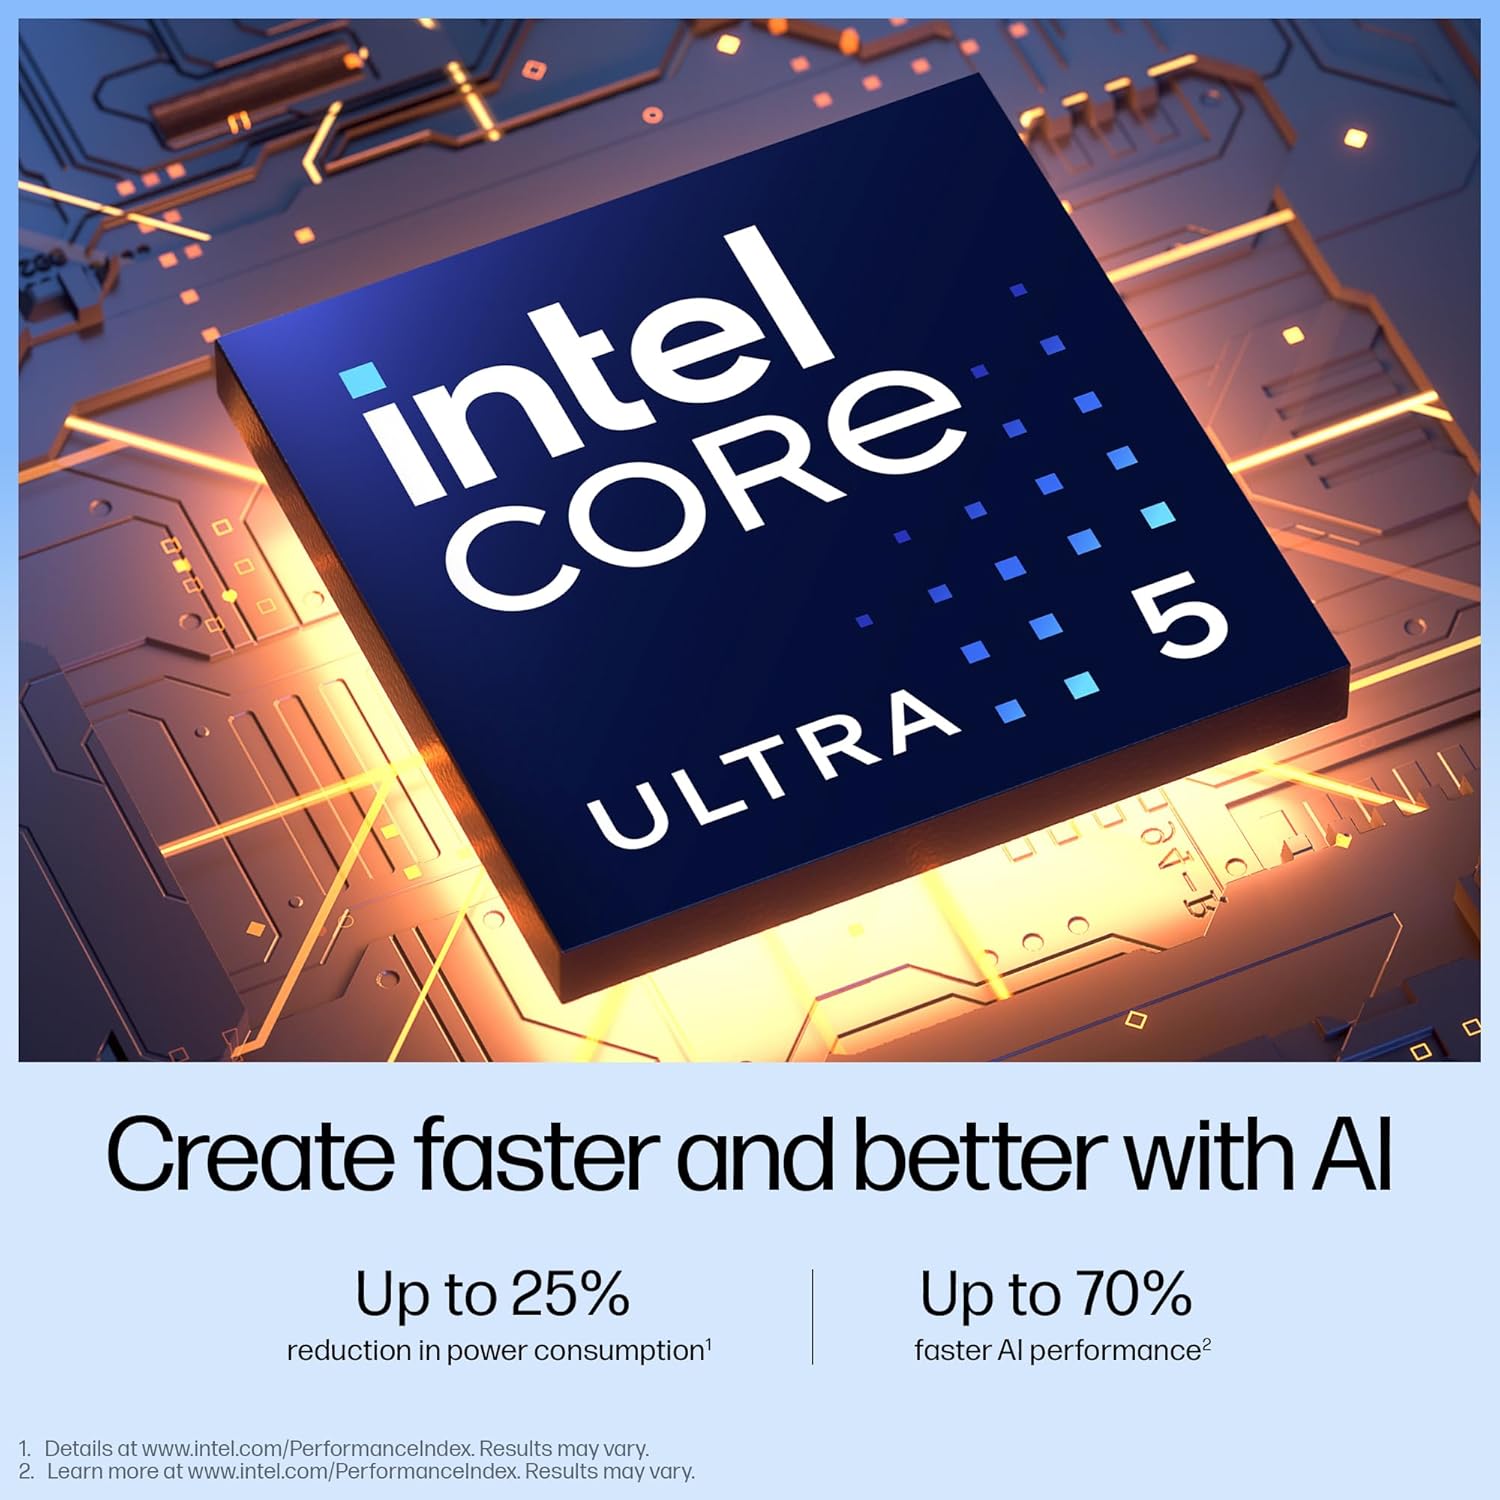 intel
CORE
ULTRA 5
Create faster and better with AI
Up to 25%
reduction in power consumption¹
Up to 70%
faster AI performance²
1. Details at www.intel.com/PerformanceIndex. Results may vary.
2. Learn more at www.intel.com/PerformanceIndex. Results may vary.